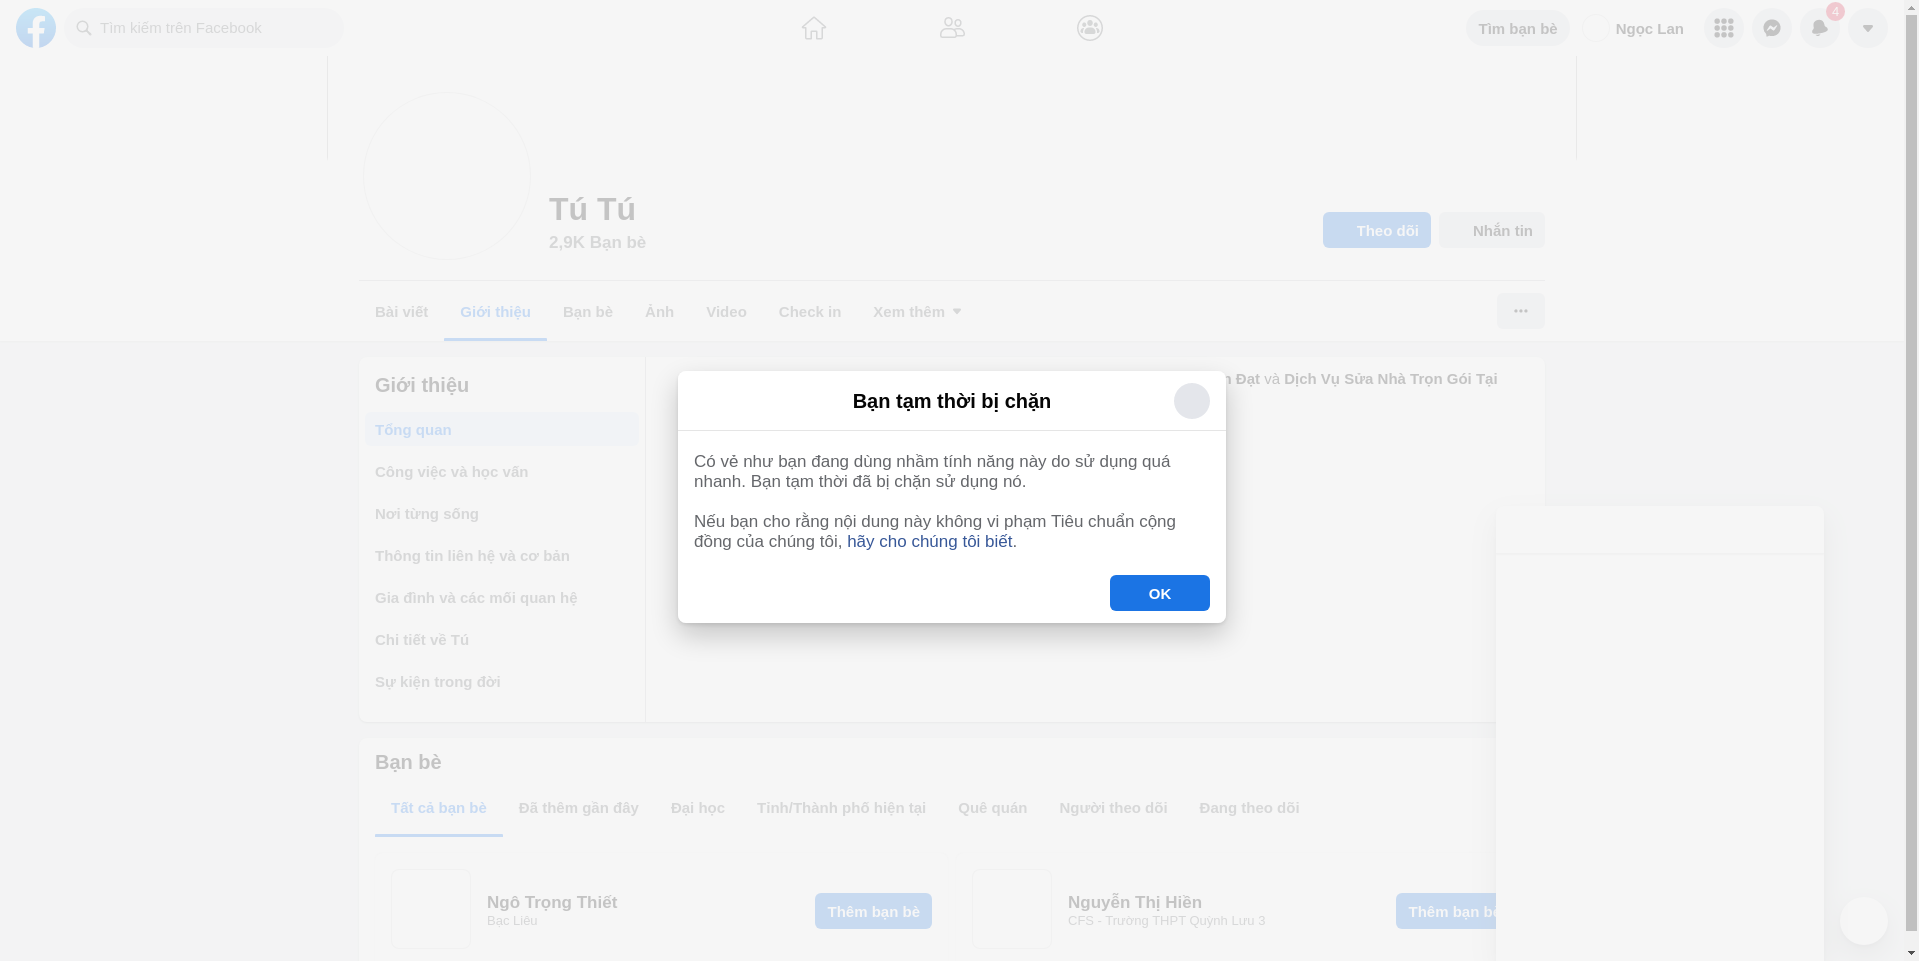 Tìm kiếm trên Facebook
Tìm bạn bè
Ngọc Lan
4
Tú Tú
2,9K Bạn bè
Theo dõi
Nhắn tin
Bài viết
Giới thiệu
Bạn bè
Ảnh
Video
Check in
Xem thêm
Giới thiệu
Tổng quan
Công việc và học vấn
Nơi từng sống
Thông tin liên hệ và cơ bản
Gia đình và các mối quan hệ
Chi tiết về Tú
Sự kiện trong đời
Đạt và Dịch Vụ Sửa Nhà Trọn Gói Tại
Bạn tạm thời bị chặn
Có vẻ như bạn đang dùng nhầm tính năng này do sử dụng quá
nhanh. Bạn tạm thời đã bị chặn sử dụng nó.
Nếu bạn cho rằng nội dung này không vi phạm Tiêu chuẩn cộng
đồng của chúng tôi, hãy cho chúng tôi biết.
OK
Bạn bè
Tất cả bạn bè
Đã thêm gần đây
Đại học
Tỉnh/Thành phố hiện tại
Quê quán
Người theo dõi
Đang theo dõi
Ngô Trọng Thiết
Bạc Liêu
Thêm bạn bè
Nguyễn Thị Hiền
CFS - Trường THPT Quỳnh Lưu 3
Thêm bạn